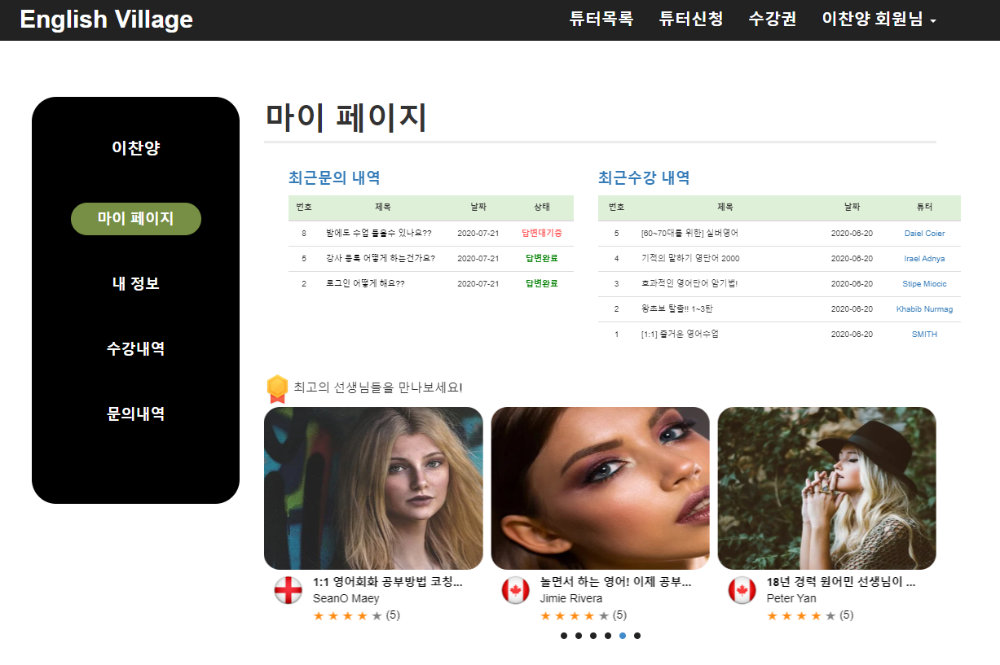 English Village
튜터목록 튜터신청 수강권 이찬양 회원님
이찬양
마이 페이지
내 정보
수강내역
문의내역
마이 페이지
최근문의 내역
번호 제목 날짜 상태
8 밤에도 수업 들을수 있나요?? 2020-07-21 답변대기중
5 강사 등록 어떻게 하는건가요? 2020-07-21 답변완료
2 로그인 어떻게 해요?? 2020-07-21 답변완료
최근수강 내역
번호 제목 날짜 튜터
5 [60~70대를 위한] 실버영어 2020-06-20 Daiel Coier
4 기적의 말하기 영단어 2000 2020-06-20 Irael Adnya
3 효과적인 영어단어 암기법! 2020-06-20 Stipe Miocic
2 왕초보 탈출!! 1~3탄 2020-06-20 Khabib Nurmag
1 [1:1] 즐거운 영어수업 2020-06-20 SMITH
최고의 선생님들을 만나보세요!
1:1 영어회화 공부방법 코칭...
SeanO Maey
★ ★ ★ ★ ★ (5)
놀면서 하는 영어! 이제 공부...
Jimie Rivera
★ ★ ★ ★ ★ (5)
18년 경력 원어민 선생님이 ...
Peter Yan
★ ★ ★ ★ ★ (5)